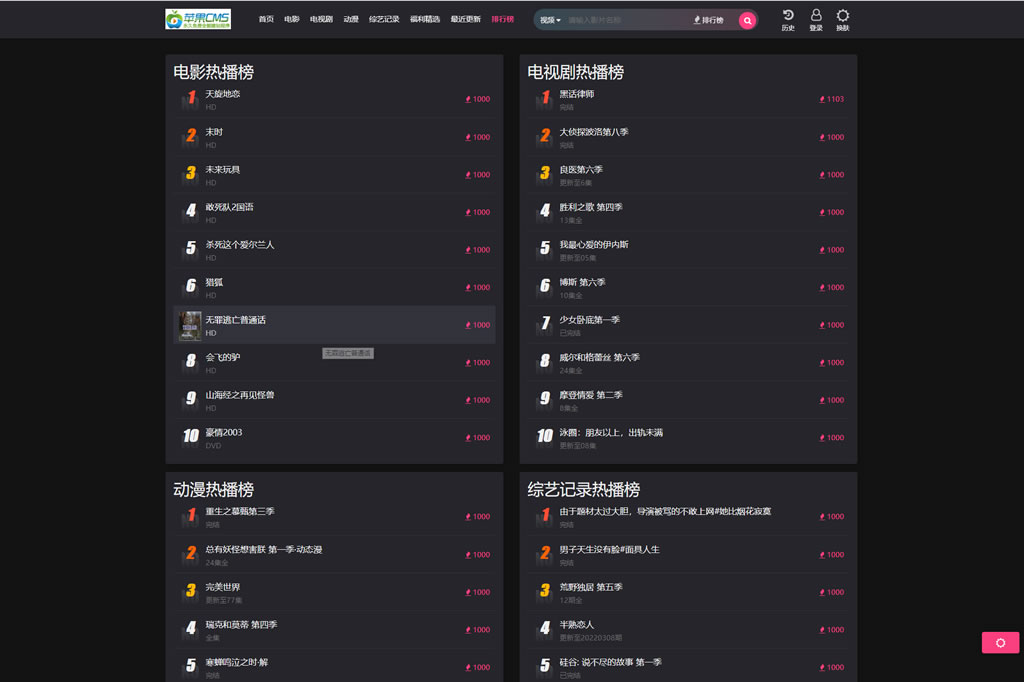 苹果CMS
首页 电影 电视剧 动漫 综艺记录 福利精选 最近更新 排行榜
视频 请输入影片名称 排行榜
历史 登录 换肤
电影热播榜
1 天旋地恋 1000
HD
2 末时 1000
HD
3 未来玩具 1000
HD
4 敢死队2国语 1000
HD
5 杀死这个爱尔兰人 1000
HD
6 猎狐 1000
HD
无罪逃亡普通话 1000
HD
无罪逃亡普通话
8 会飞的驴 1000
HD
9 山海经之再见怪兽 1000
HD
10 豪情2003 1000
DVD
电视剧热播榜
1 黑话律师 1103
完结
2 大侦探波洛第八季 1000
完结
3 良医第六季 1000
更新至6集
4 胜利之歌 第四季 1000
13集全
5 我最心爱的伊内斯 1000
更新至05集
6 博斯 第六季 1000
10集全
7 少女卧底第一季 1000
已完结
8 威尔和格蕾丝 第六季 1000
24集全
9 摩登情爱 第二季 1000
8集全
10 泳圈：朋友以上，出轨未满 1000
更新至08集
动漫热播榜
1 重生之慕甄第三季 1000
完结
2 总有妖怪想害朕 第一季·动态漫 1000
24集全
3 完美世界 1000
更新至77集
4 瑞克和莫蒂 第四季 1000
全集
5 寒蝉鸣泣之时·解 1000
完结
综艺记录热播榜
1 由于题材太过大胆，导演被骂的不敢上网#她比烟花寂寞 1000
完结
2 男子天生没有脸#面具人生 1000
完结
3 荒野独居 第五季 1000
12期全
4 半熟恋人 1000
更新至20220308期
5 硅谷: 说不尽的故事 第一季 1000
已完结